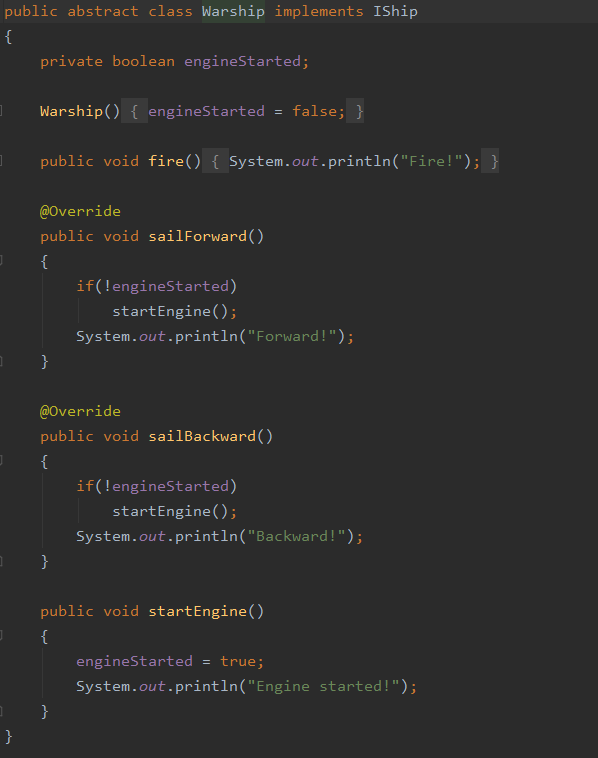 public abstract class Warship implements IShip
{
    private boolean engineStarted;
    Warship() { engineStarted = false; }
    public void fire() { System.out.println("Fire!"); }
    @Override
    public void sailForward()
    {
        if(!engineStarted)
            startEngine();
        System.out.println("Forward!");
    }
    @Override
    public void sailBackward()
    {
        if(!engineStarted)
            startEngine();
        System.out.println("Backward!");
    }
    public void startEngine()
    {
        engineStarted = true;
        System.out.println("Engine started!");
    }
}